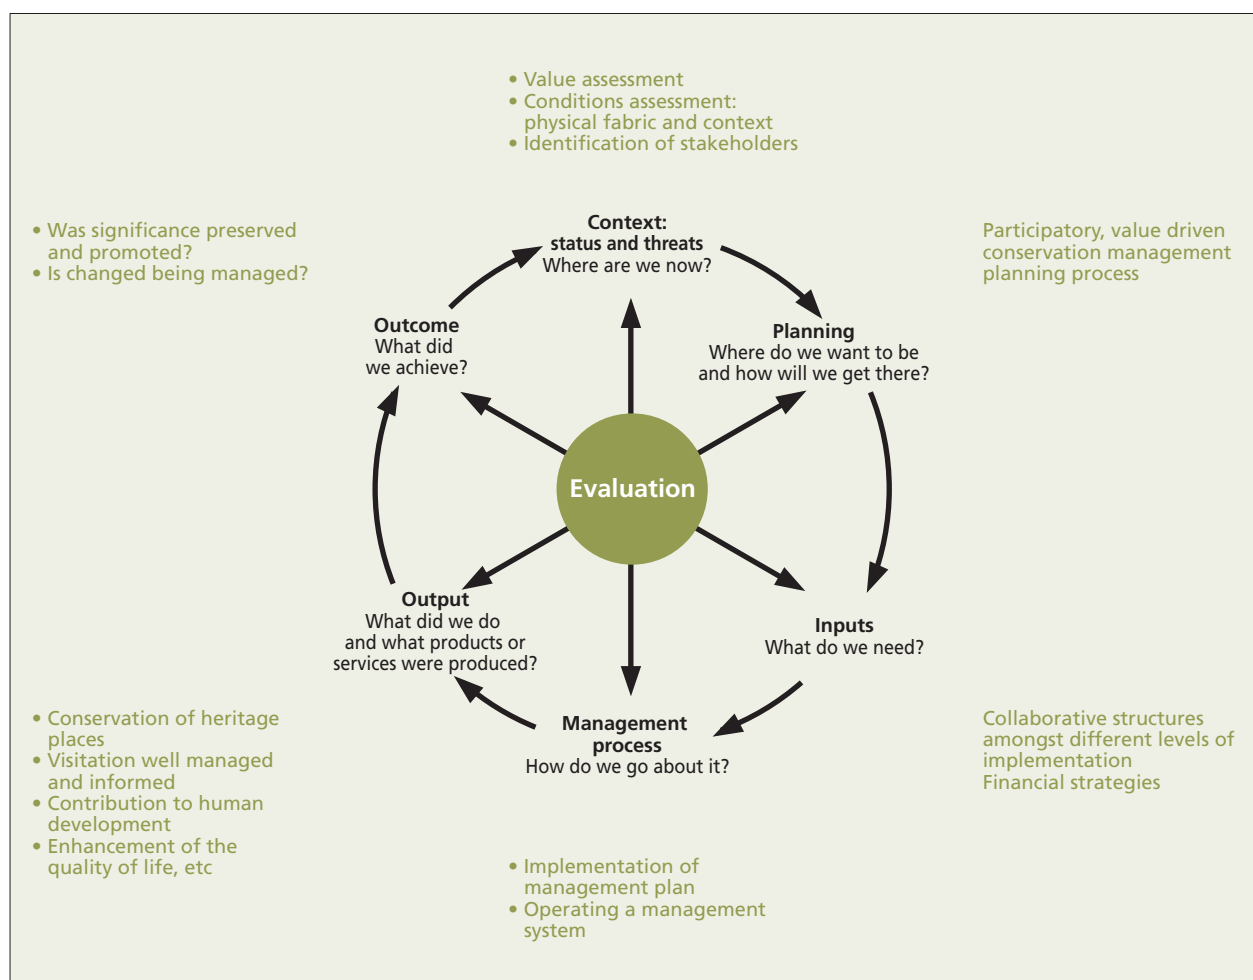 • Value assessment
• Conditions assessment:
physical fabric and context
• Identification of stakeholders
• Was significance preserved
and promoted?
• Is changed being managed?
Context:
status and threats
Where are we now?
Participatory, value driven
conservation management
planning process
Outcome
What did
we achieve?
Planning
Where do we want to be
and how will we get there?
Evaluation
Output
What did we do
and what products or
services were produced?
Inputs
What do we need?
Management
process
How do we go about it?
• Conservation of heritage
places
• Visitation well managed
and informed
• Contribution to human
development
• Enhancement of the
quality of life, etc
Collaborative structures
amongst different levels of
implementation
Financial strategies
• Implementation of
management plan
• Operating a management
system